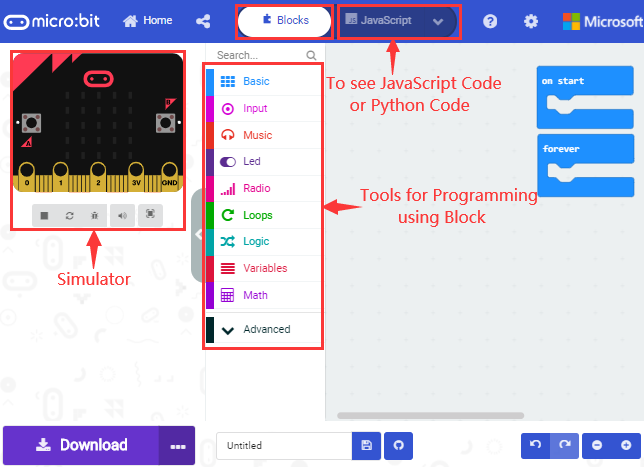 micro:bit
Home
Blocks
JavaScript
Microsoft
Search...
Basic
Input
Music
Led
Radio
Loops
Logic
Variables
Math
Advanced
B
A
0 1 2 3V GND
Simulator
To see JavaScript Code
or Python Code
Tools for Programming
using Block
on start
forever
Download
Untitled